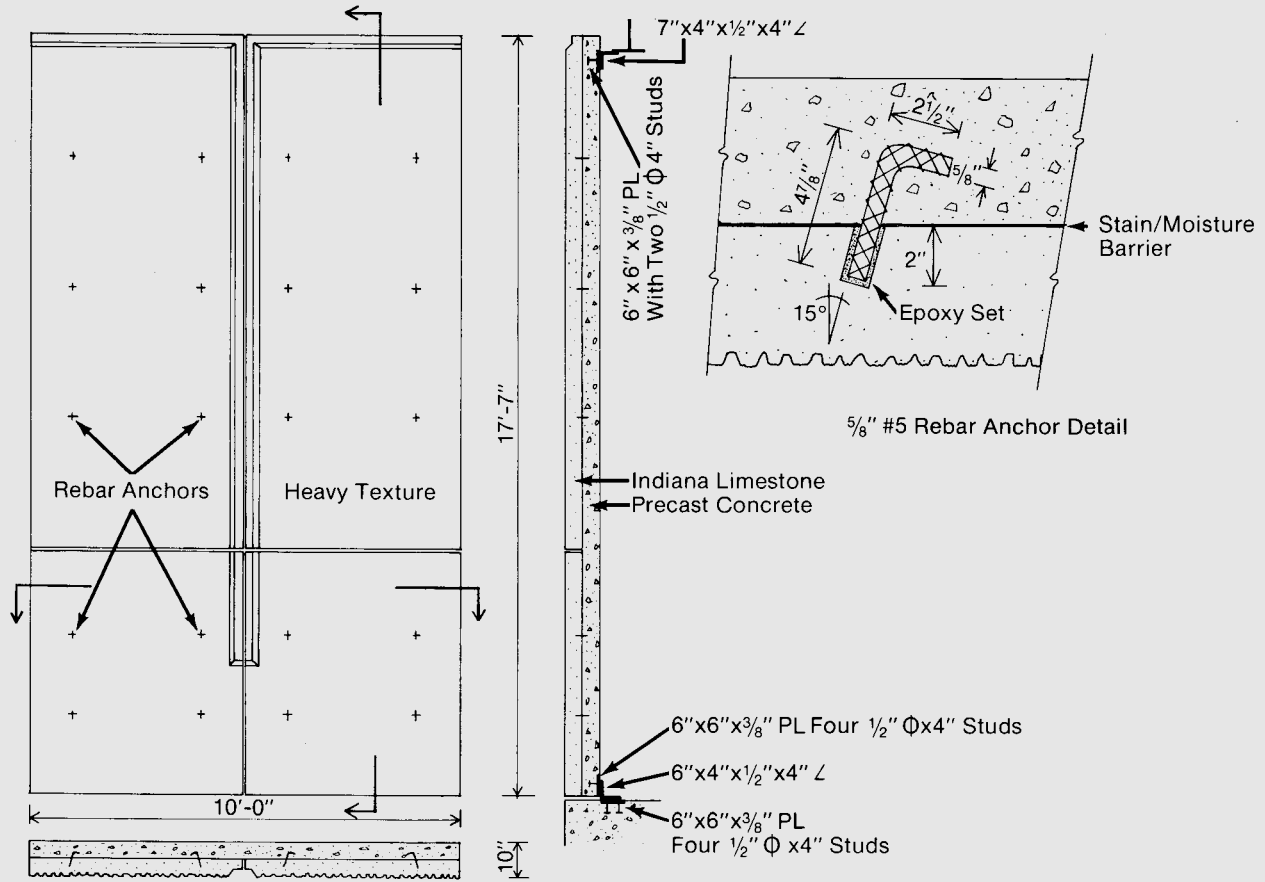 7"x4"x½"x4"∠
6" x 6" x ⅜" PL
With Two ½" Φ 4" Studs
2½"
4⅞"
⅝"
Stain/Moisture
Barrier
2"
15°
Epoxy Set
⅝" #5 Rebar Anchor Detail
17'-7"
Rebar Anchors
Heavy Texture
Indiana Limestone
Precast Concrete
6"x6"x⅜" PL Four ½" Φx4" Studs
6"x4"x½"x4" ∠
6"x6"x⅜" PL
Four ½" Φ x4" Studs
10'-0"
10"